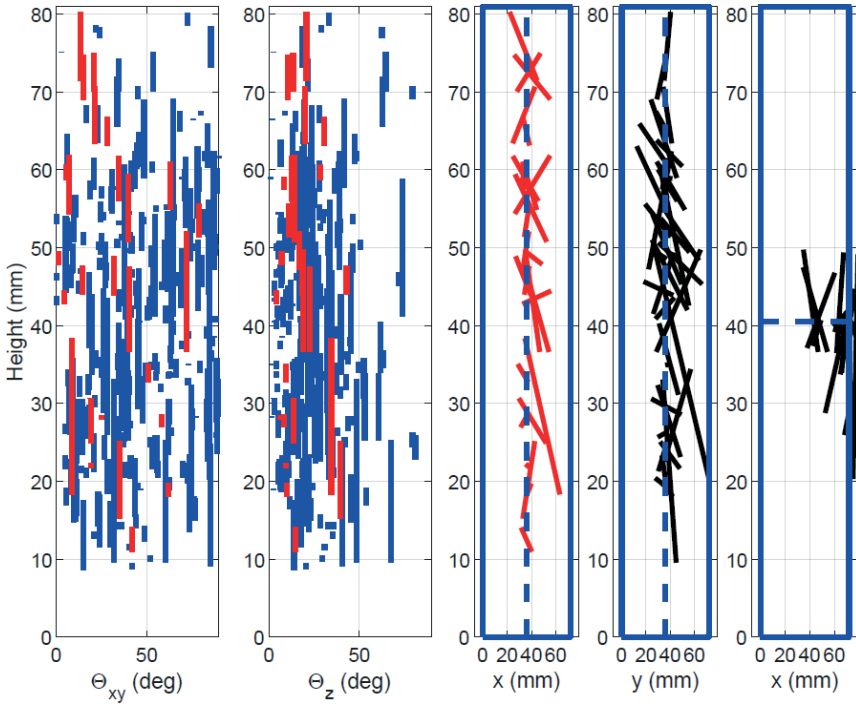 80 80 80 80 80
70 70 70 70 70
60 60 60 60 60
50 50 50 50 50
40 40 40 40 40
30 30 30 30 30
20 20 20 20 20
10 10 10 10 10
0 0 0 0 0
Height (mm)
0 50 0 50 0 20 40 60 0 20 40 60 0 20 40 60
Θxy (deg) Θz (deg) x (mm) y (mm) x (mm)